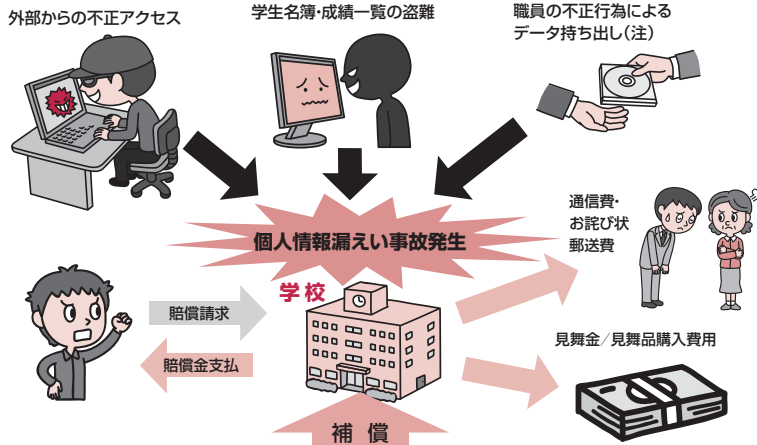 外部からの不正アクセス
学生名簿・成績一覧の盗難
職員の不正行為による
データ持ち出し(注)
個人情報漏えい事故発生
通信費・
お詫び状
郵送費
学校
賠償請求
賠償金支払
見舞金/見舞品購入費用
補償